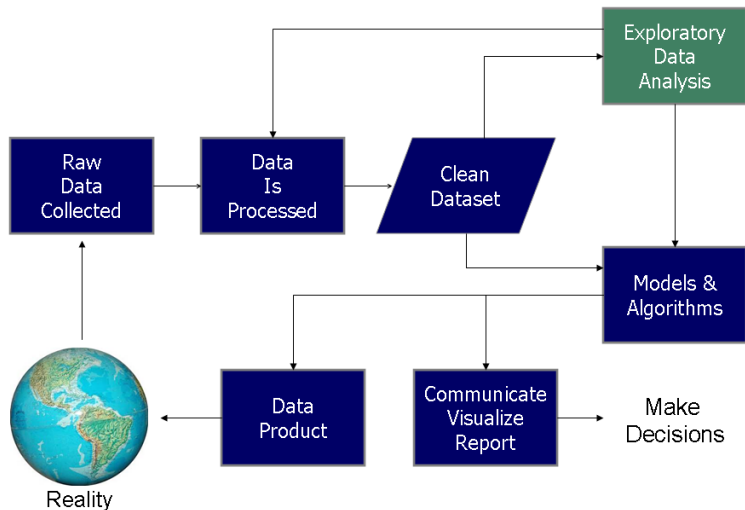 Exploratory
Data
Analysis
Raw
Data
Collected
Data
Is
Processed
Clean
Dataset
Models &
Algorithms
Data
Product
Communicate
Visualize
Report
Make
Decisions
Reality